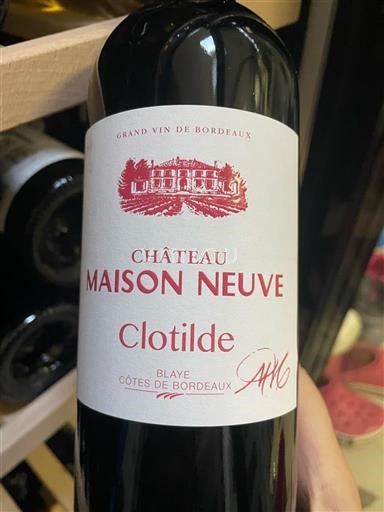 GRAND VIN DE BORDEAUX
CHÂTEAU
MAISON NEUVE
Clotilde
BLAYE
CÔTES DE BORDEAUX